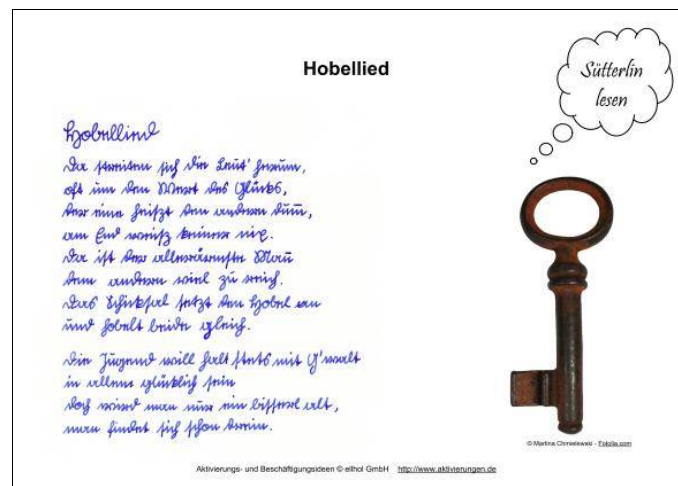 Hobellied
Sütterlin
lesen
Hobellied
Da streiten sich die Leut' herum,
oft um den Wert des Glücks,
der eine heißt den andern dum̄,
am End weiß keiner nix.
Da ist der allerärmste Man̄
dem andern viel zu reich.
Das Schicksal setzt den Hobel an
und hobelt beide gleich.
Die Jugend will halt stets mit G'walt
in allem glücklich sein
doch wird man nur ein bisserl alt,
man findet sich schon drein.
© Martina Chmielewski - Fotolia.com
Aktivierungs- und Beschäftigungsideen © ellhol GmbH http://www.aktivierungen.de